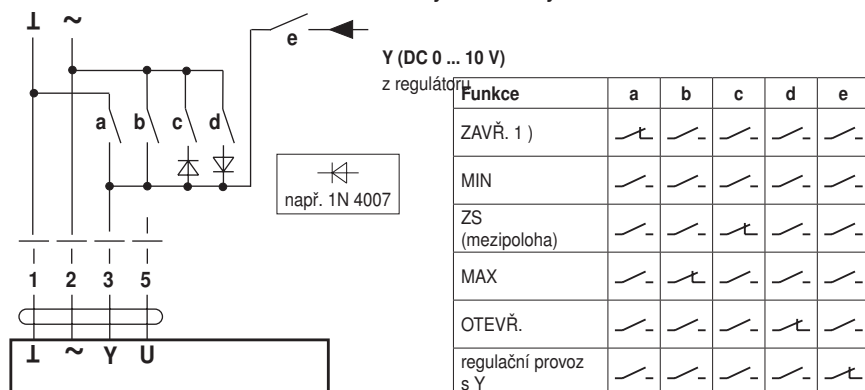 ⊥ ~
e
Y (DC 0 ... 10 V)
z regulátoru
a b c d
např. 1N 4007
1 2 3 5
⊥ ~ Y U
Funkce a b c d e
ZAVŘ. 1 )
MIN
ZS
(mezipoloha)
MAX
OTEVŘ.
regulační provoz
s Y